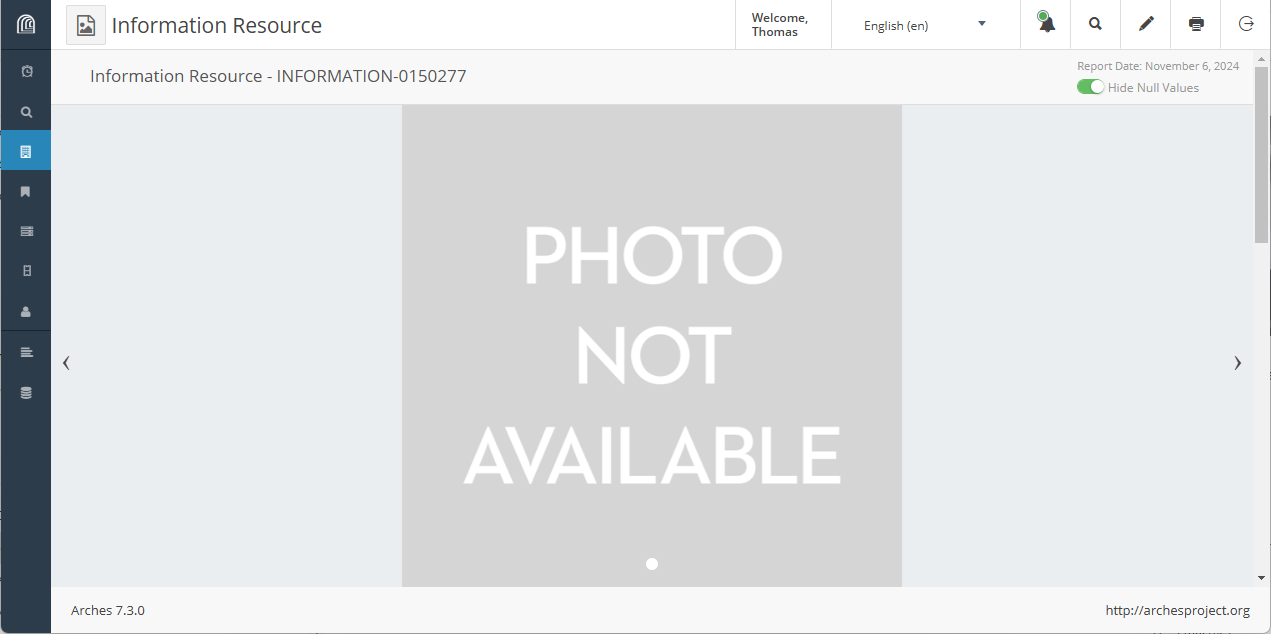 Information Resource
Welcome,
Thomas
English (en)
Information Resource - INFORMATION-0150277
Report Date: November 6, 2024
Hide Null Values
PHOTO
NOT
AVAILABLE
Arches 7.3.0
http://archesproject.org